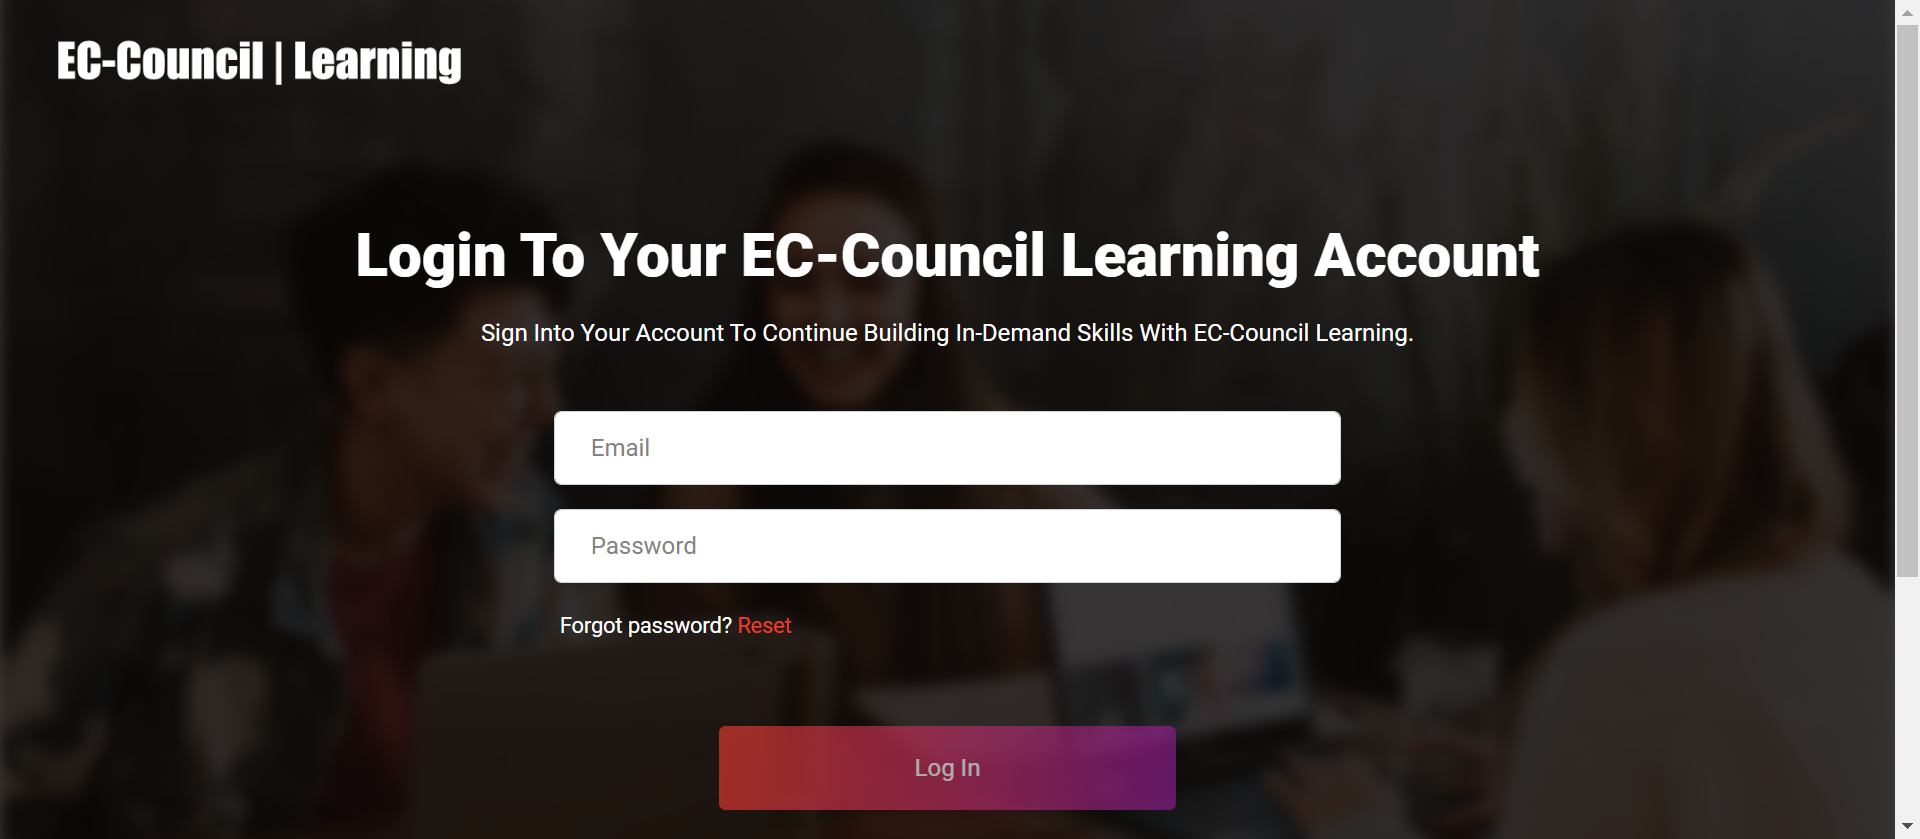 EC-Council | Learning
Login To Your EC-Council Learning Account
Sign Into Your Account To Continue Building In-Demand Skills With EC-Council Learning.
Email
Password
Forgot password? Reset
Log In